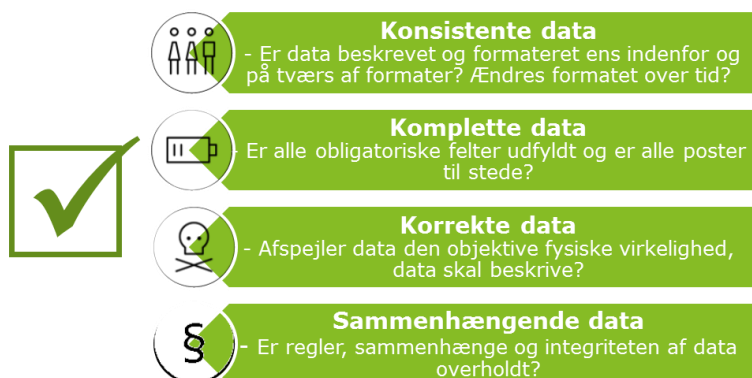 Konsistente data
- Er data beskrevet og formateret ens indenfor og
på tværs af formater? Ændres formatet over tid?
Komplette data
- Er alle obligatoriske felter udfyldt og er alle poster
til stede?
Korrekte data
- Afspejler data den objektive fysiske virkelighed,
data skal beskrive?
§
Sammenhængende data
- Er regler, sammenhænge og integriteten af data
overholdt?